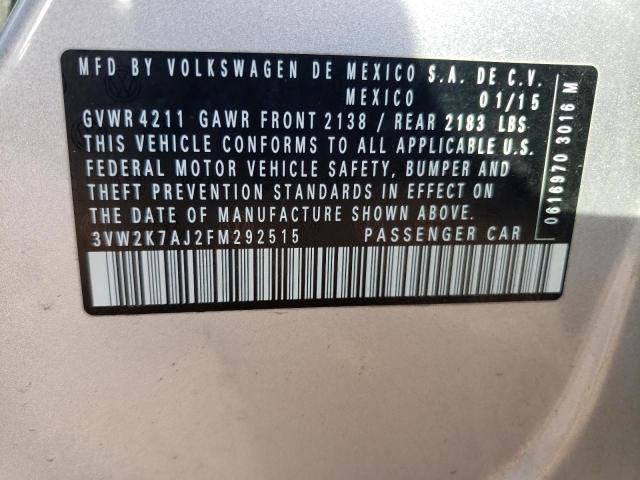 MFD BY VOLKSWAGEN DE MEXICO S.A. DE C.V.
MEXICO 01/15
GVWR 4211 GAWR FRONT 2138 / REAR 2183 LBS
THIS VEHICLE CONFORMS TO ALL APPLICABLE U.S.
FEDERAL MOTOR VEHICLE SAFETY, BUMPER AND
THEFT PREVENTION STANDARDS IN EFFECT ON
THE DATE OF MANUFACTURE SHOWN ABOVE.
3VW2K7AJ2FM292515 PASSENGER CAR
0616970 3016 M